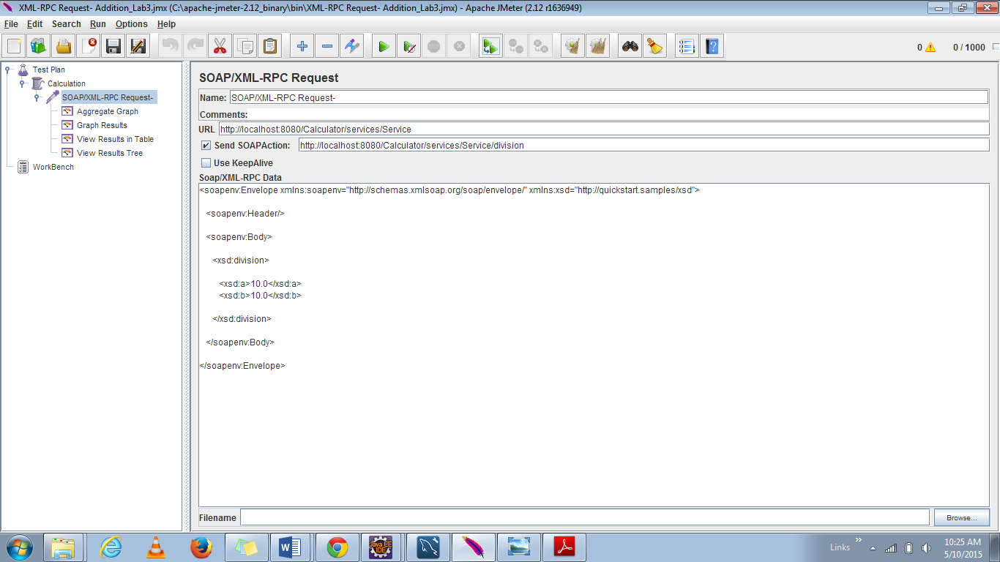 XML-RPC Request- Addition_Lab3.jmx (C:\apache-jmeter-2.12_binary\bin\XML-RPC Request- Addition_Lab3.jmx) - Apache JMeter (2.12 r1636949)
File Edit Search Run Options Help
0 0 / 1000
Test Plan
Calculation
SOAP/XML-RPC Request-
Aggregate Graph
Graph Results
View Results in Table
View Results Tree
WorkBench
SOAP/XML-RPC Request
Name: SOAP/XML-RPC Request-
Comments:
URL http://localhost:8080/Calculator/services/Service
Send SOAPAction: http://localhost:8080/Calculator/services/Service/division
Use KeepAlive
Soap/XML-RPC Data
<soapenv:Envelope xmlns:soapenv="http://schemas.xmlsoap.org/soap/envelope/" xmlns:xsd="http://quickstart.samples/xsd">
<soapenv:Header/>
<soapenv:Body>
<xsd:division>
<xsd:a>10.0</xsd:a>
<xsd:b>10.0</xsd:b>
</xsd:division>
</soapenv:Body>
</soapenv:Envelope>
Filename Browse...
Java EE
IDE
Links »
10:25 AM
5/10/2015